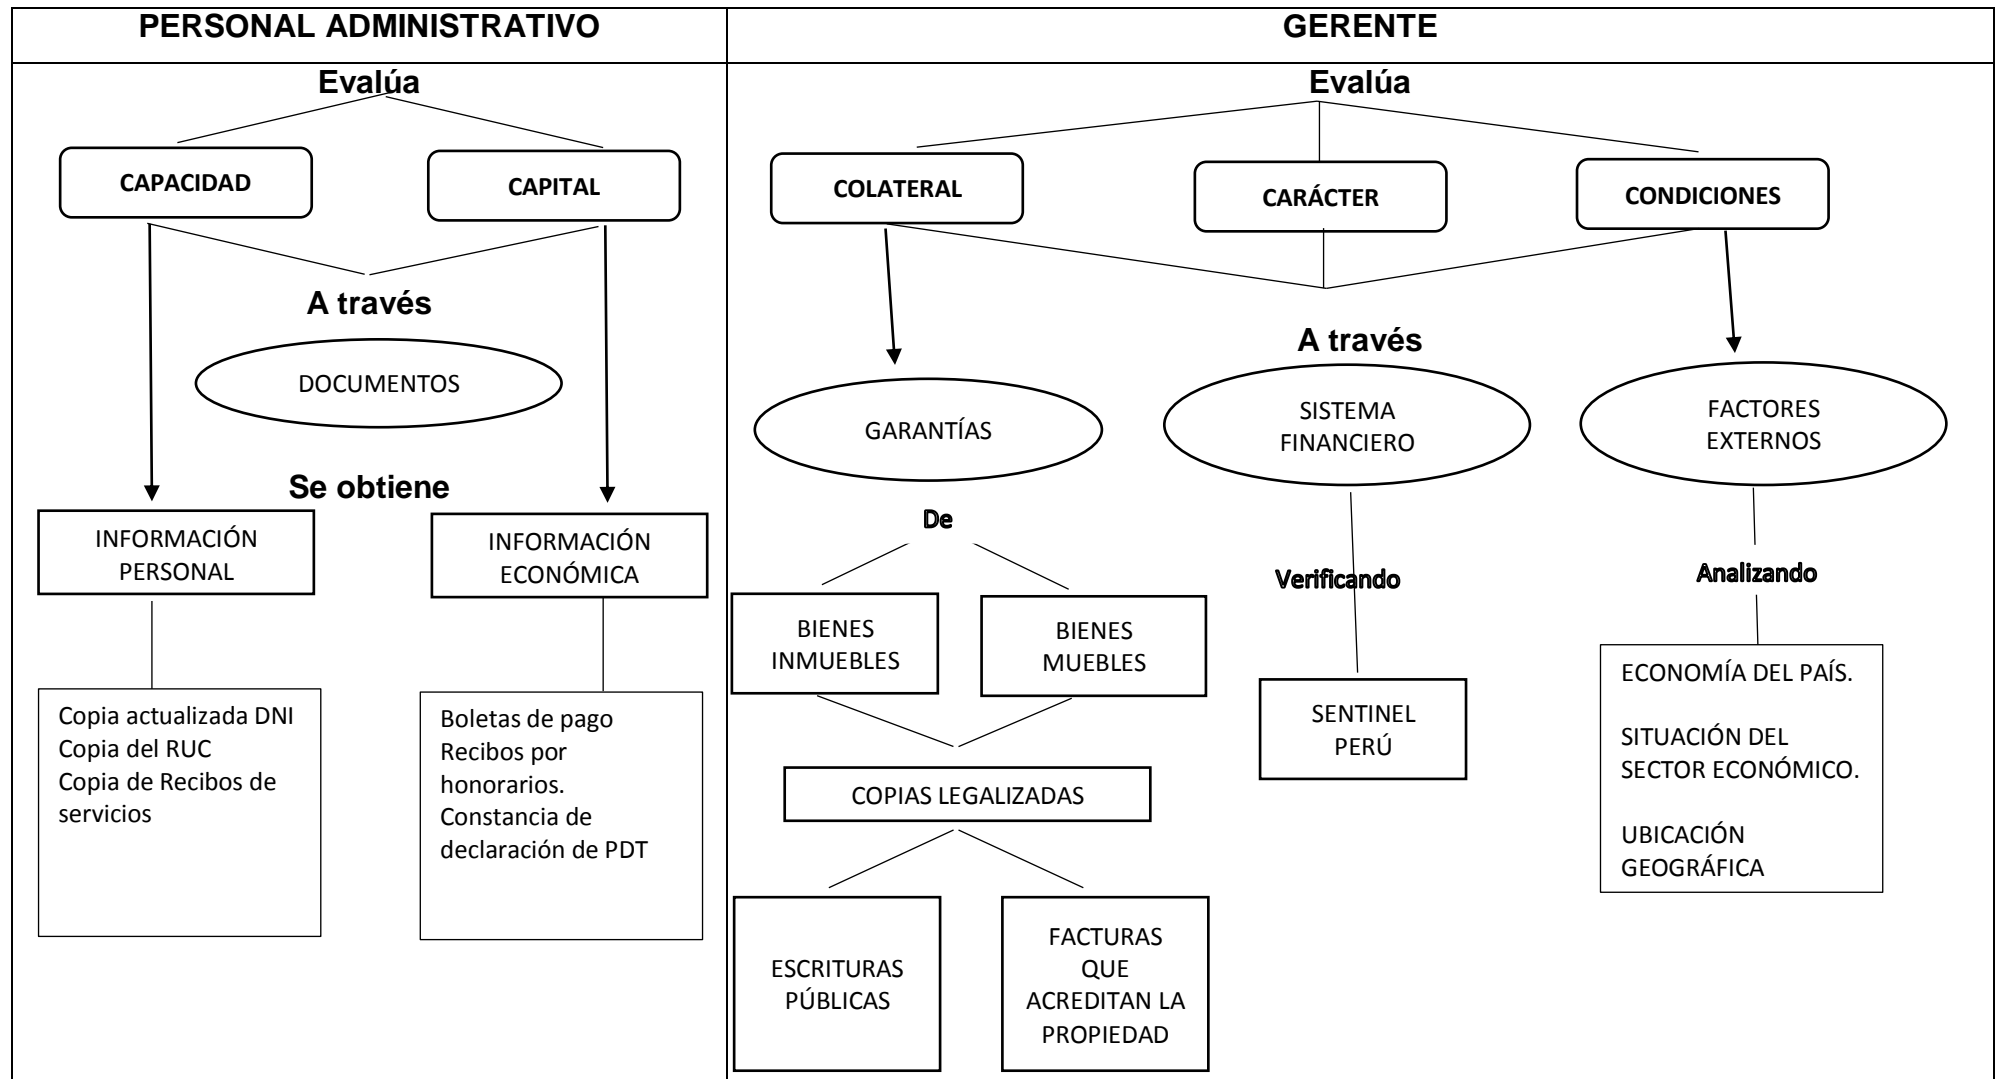 PERSONAL ADMINISTRATIVO
GERENTE
Evalúa
CAPACIDAD
CAPITAL
A través
DOCUMENTOS
Se obtiene
INFORMACIÓN
PERSONAL
INFORMACIÓN
ECONÓMICA
Copia actualizada DNI
Copia del RUC
Copia de Recibos de
servicios
Boletas de pago
Recibos por
honorarios.
Constancia de
declaración de PDT
Evalúa
COLATERAL
CARÁCTER
CONDICIONES
A través
GARANTÍAS
SISTEMA
FINANCIERO
FACTORES
EXTERNOS
De
Verificando
Analizando
BIENES
INMUEBLES
BIENES
MUEBLES
SENTINEL
PERÚ
ECONOMÍA DEL PAÍS.
SITUACIÓN DEL
SECTOR ECONÓMICO.
UBICACIÓN
GEOGRÁFICA
COPIAS LEGALIZADAS
ESCRITURAS
PÚBLICAS
FACTURAS
QUE
ACREDITAN LA
PROPIEDAD